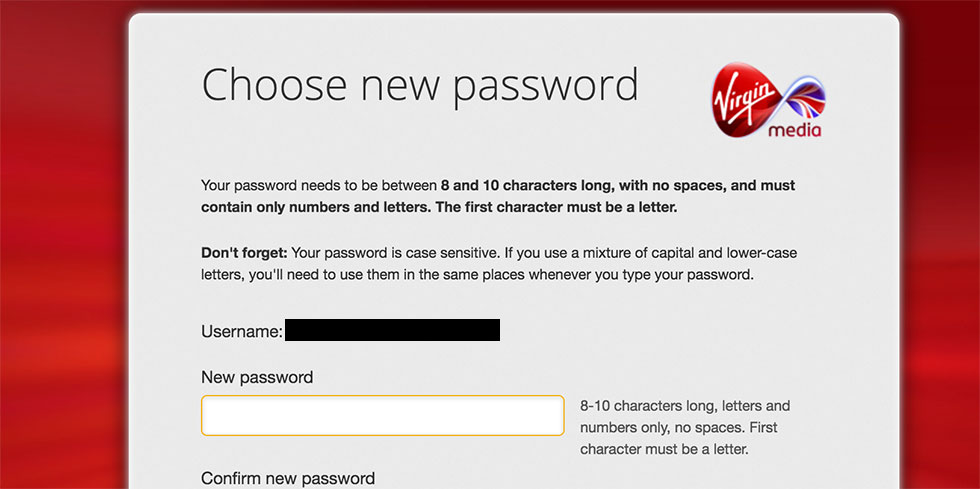 Choose new password
Virgin
media
Your password needs to be between 8 and 10 characters long, with no spaces, and must
contain only numbers and letters. The first character must be a letter.
Don't forget: Your password is case sensitive. If you use a mixture of capital and lower-case
letters, you'll need to use them in the same places whenever you type your password.
Username:
New password
8-10 characters long, letters and
numbers only, no spaces. First
character must be a letter.
Confirm new password